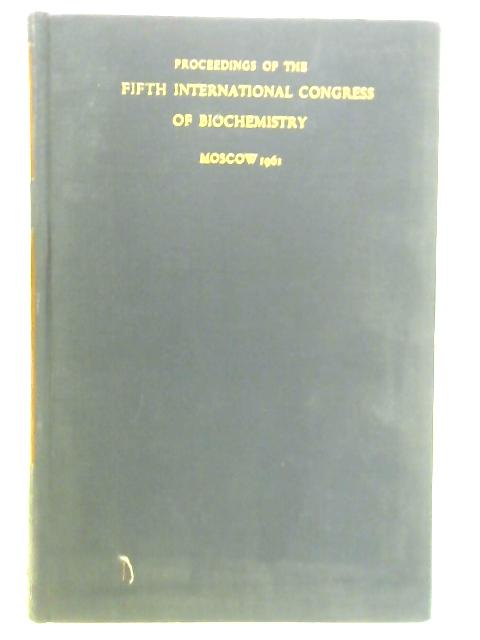 PROCEEDINGS OF THE
FIFTH INTERNATIONAL CONGRESS
OF BIOCHEMISTRY
MOSCOW 1961